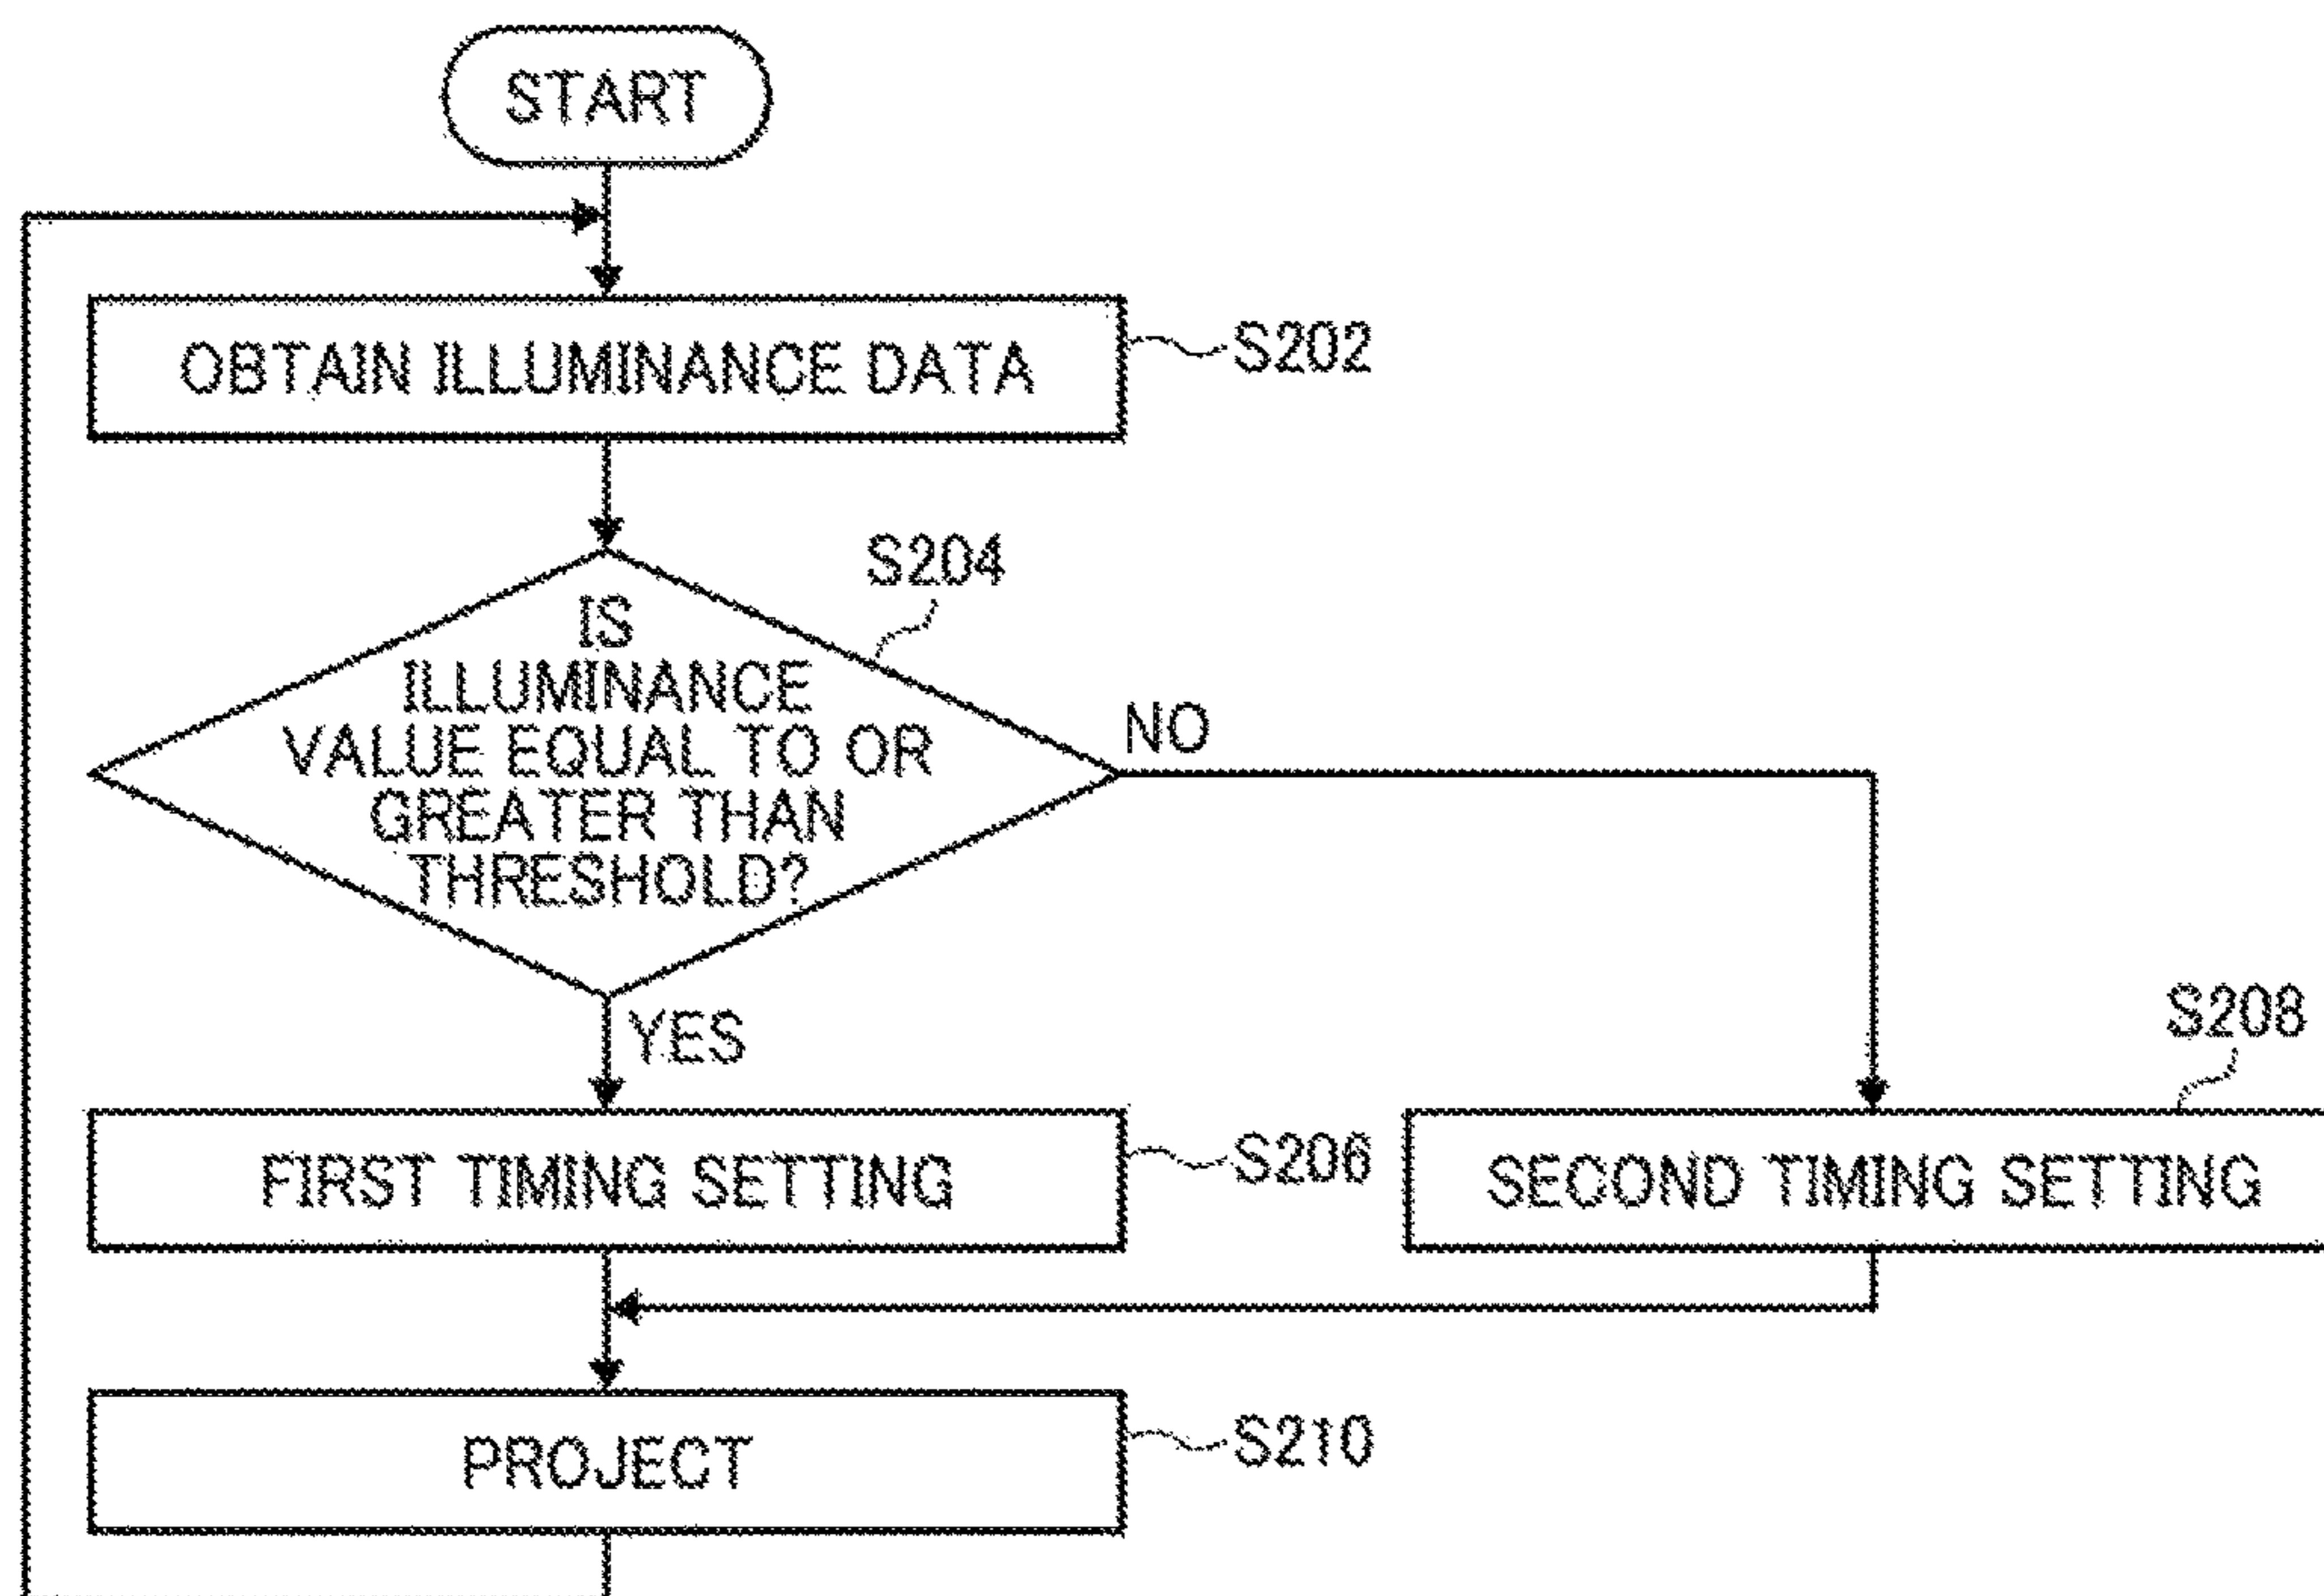 START
OBTAIN ILLUMINANCE DATA
S202
S204
IS
ILLUMINANCE
VALUE EQUAL TO OR
GREATER THAN
THRESHOLD?
NO
YES
S208
FIRST TIMING SETTING
S206
SECOND TIMING SETTING
PROJECT
S210